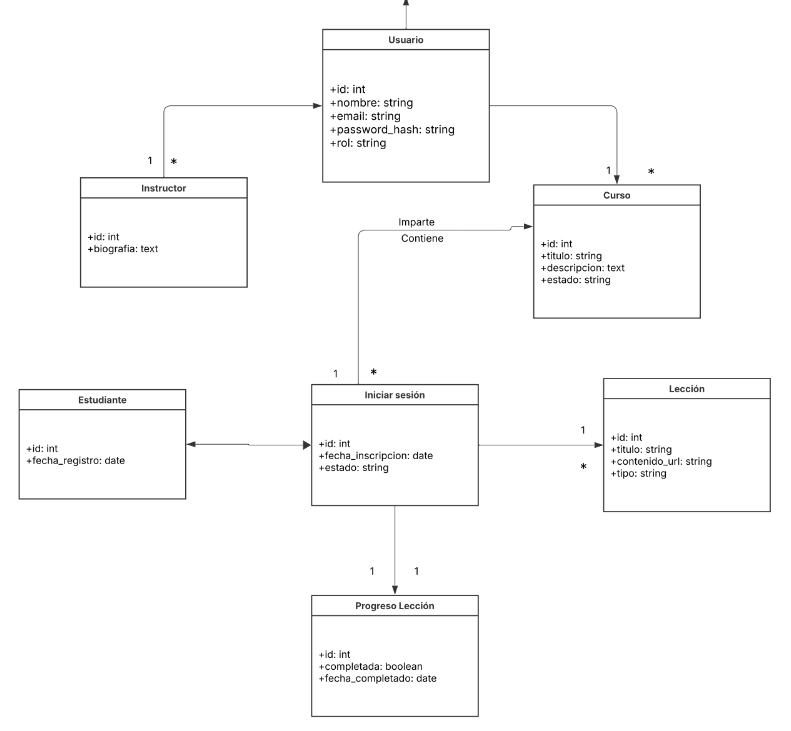 Usuario
+id: int
+nombre: string
+email: string
+password_hash: string
+rol: string
1 *
Instructor
+id: int
+biografia: text
1 *
Curso
+id: int
+titulo: string
+descripcion: text
+estado: string
Imparte
Contiene
1 *
Estudiante
+id: int
+fecha_registro: date
Iniciar sesión
+id: int
+fecha_inscripcion: date
+estado: string
1
*
Lección
+id: int
+titulo: string
+contenido_url: string
+tipo: string
1 1
Progreso Lección
+id: int
+completada: boolean
+fecha_completado: date